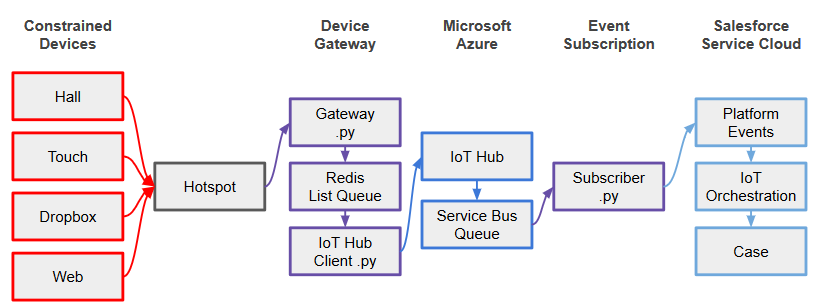 Constrained
Devices
Device
Gateway
Microsoft
Azure
Event
Subscription
Salesforce
Service Cloud
Hall
Touch
Dropbox
Web
Hotspot
Gateway
.py
Redis
List Queue
IoT Hub
Client .py
IoT Hub
Service Bus
Queue
Subscriber
.py
Platform
Events
IoT
Orchestration
Case